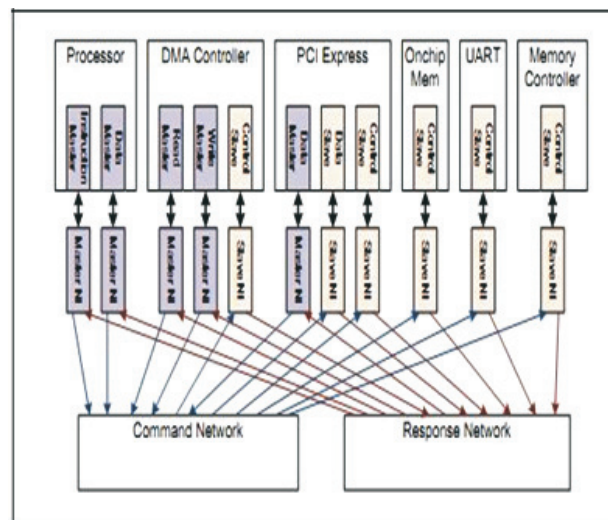 Processor
DMA Controller
PCI Express
Onchip
Mem
UART
Memory
Controller
Instruction
Master
Data
Master
Read
Master
Write
Master
Control
Slave
Data
Master
Data
Slave
Control
Slave
Control
Slave
Control
Slave
Control
Slave
Master NI
Master NI
Master NI
Master NI
Slave NI
Master NI
Slave NI
Slave NI
Slave NI
Slave NI
Slave NI
Command Network
Response Network